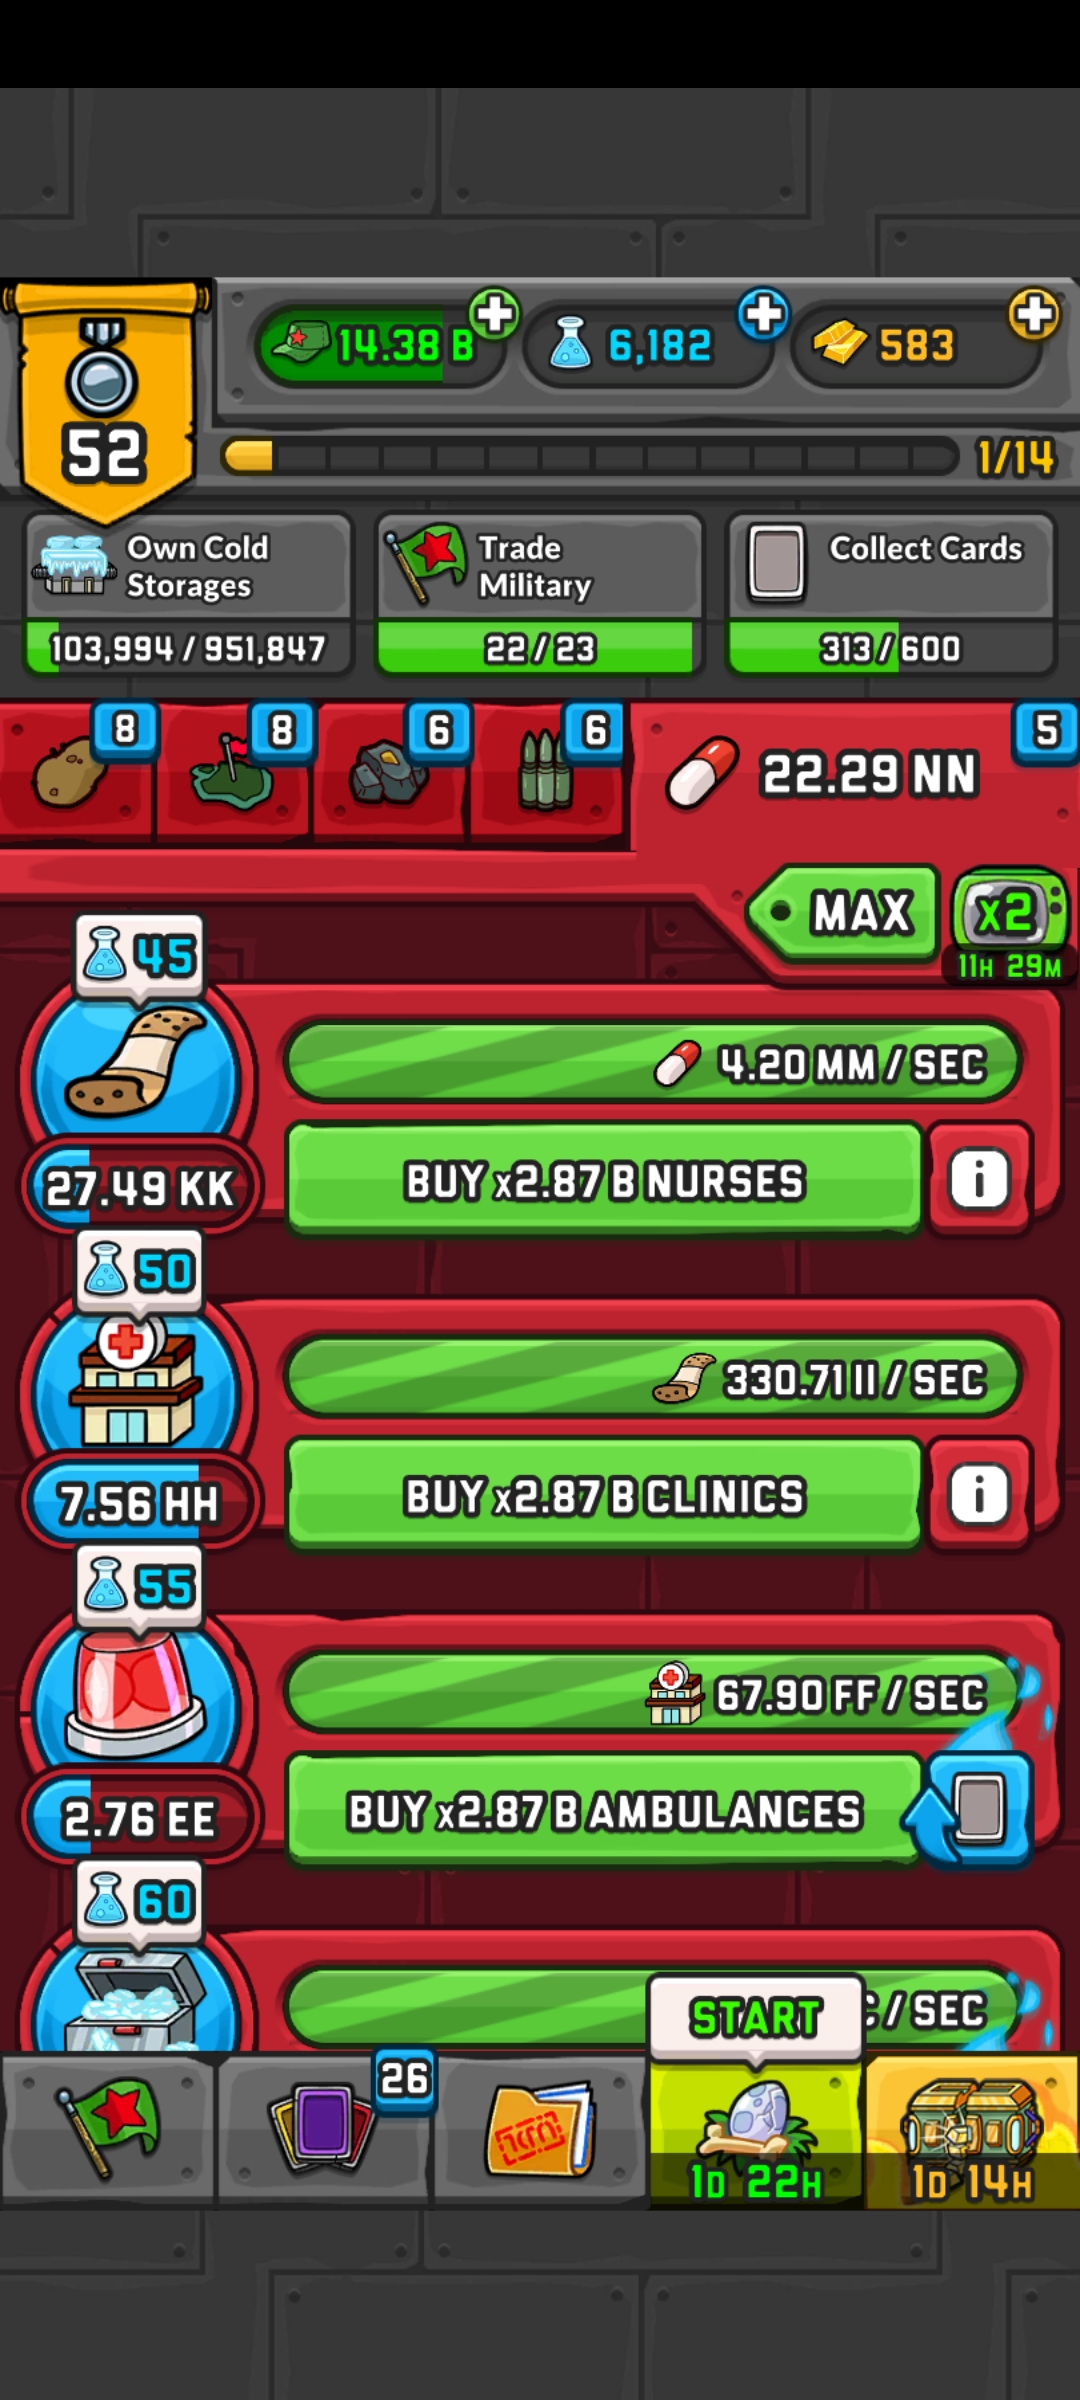 14.38 B
6,182
583
52
1/14
Own Cold
Storages
103,994 / 951,847
Trade
Military
22/23
Collect Cards
313/600
8
8
6
6
5
22.29 NN
MAX
x2
11H 29M
45
4.20 MM / SEC
27.49 KK
BUY x2.87 B NURSES
i
50
330.71 II / SEC
7.56 HH
BUY x2.87 B CLINICS
i
55
67.90 FF / SEC
2.76 EE
BUY x2.87 B AMBULANCES
60
/ SEC
START
26
1D 22H
1D 14H